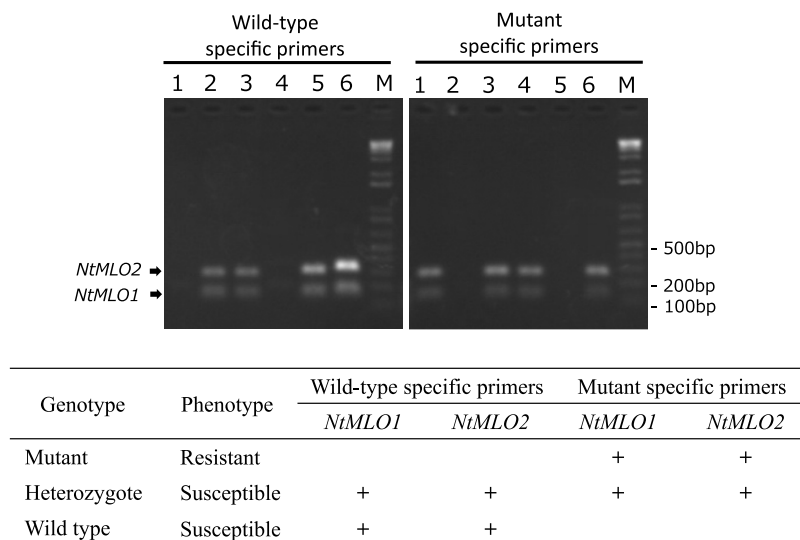 Wild-type
specific primers
Mutant
specific primers
1 2 3 4 5 6 M
1 2 3 4 5 6 M
NtMLO2
NtMLO1
- 500bp
- 200bp
- 100bp
Genotype Phenotype Wild-type specific primers Mutant specific primers
NtMLO1 NtMLO2 NtMLO1 NtMLO2
Mutant Resistant + +
Heterozygote Susceptible + + + +
Wild type Susceptible + +